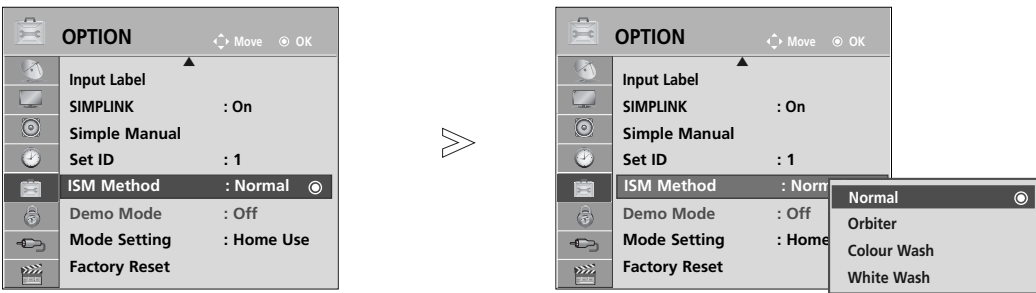 OPTION Move OK
Input Label
SIMPLINK : On
Simple Manual
Set ID : 1
ISM Method : Normal
Demo Mode : Off
Mode Setting : Home Use
Factory Reset
OPTION Move OK
Input Label
SIMPLINK : On
Simple Manual
Set ID : 1
ISM Method : Norm
Demo Mode : Off
Mode Setting : Home
Factory Reset
Normal
Orbiter
Colour Wash
White Wash